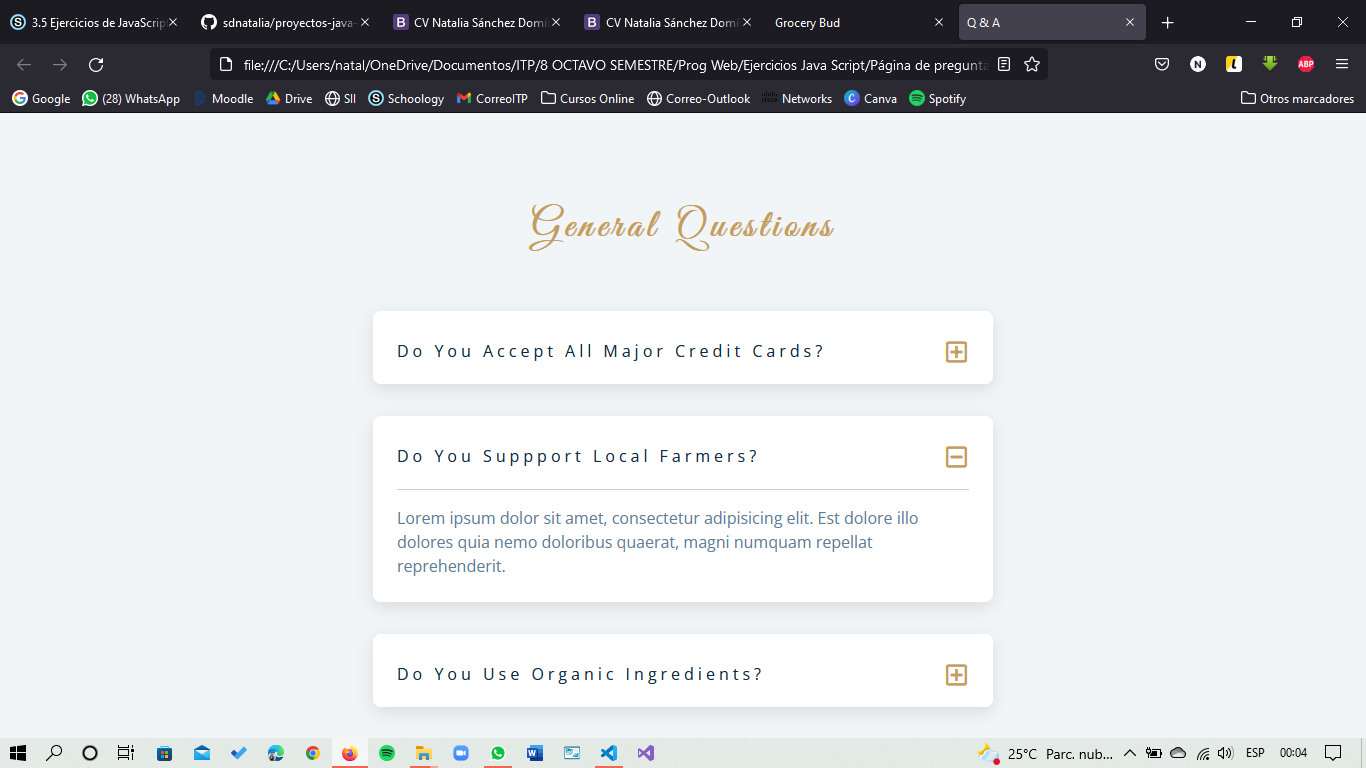 3.5 Ejercicios de JavaScrip
sdnatalia/proyectos-java-
CV Natalia Sánchez Domí
CV Natalia Sánchez Domí
Grocery Bud
Q & A
file:///C:/Users/natal/OneDrive/Documentos/ITP/8 OCTAVO SEMESTRE/Prog Web/Ejercicios Java Script/Página de pregunta
N
ABP
Google
(28) WhatsApp
Moodle
Drive
SII
Schoology
CorreoITP
Cursos Online
Correo-Outlook
Networks
Canva
Spotify
Otros marcadores
General Questions
Do You Accept All Major Credit Cards?
Do You Suppport Local Farmers?
Lorem ipsum dolor sit amet, consectetur adipisicing elit. Est dolore illo
dolores quia nemo doloribus quaerat, magni numquam repellat
reprehenderit.
Do You Use Organic Ingredients?
25°C Parc. nub...
ESP
00:04